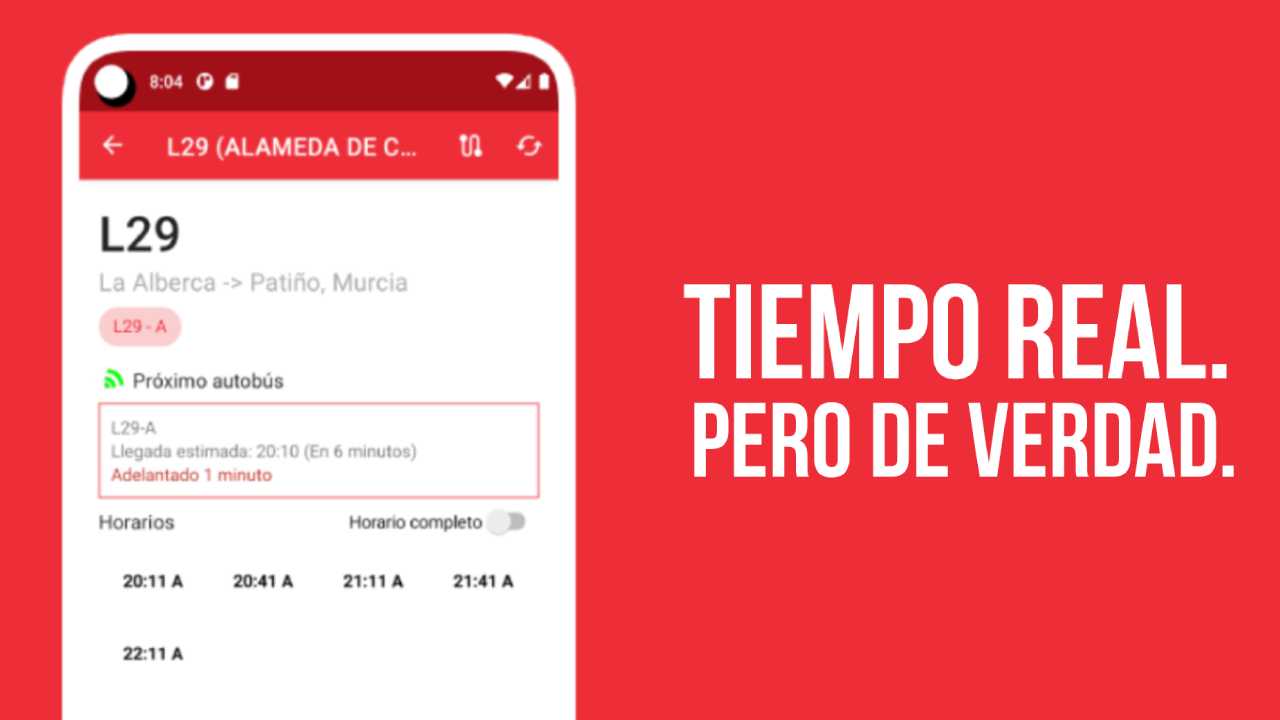 8:04
L29 (ALAMEDA DE C...
L29
La Alberca -> Patiño, Murcia
L29 - A
Próximo autobús
L29-A
Llegada estimada: 20:10 (En 6 minutos)
Adelantado 1 minuto
Horarios Horario completo
20:11 A 20:41 A 21:11 A 21:41 A
22:11 A
TIEMPO REAL.
PERO DE VERDAD.